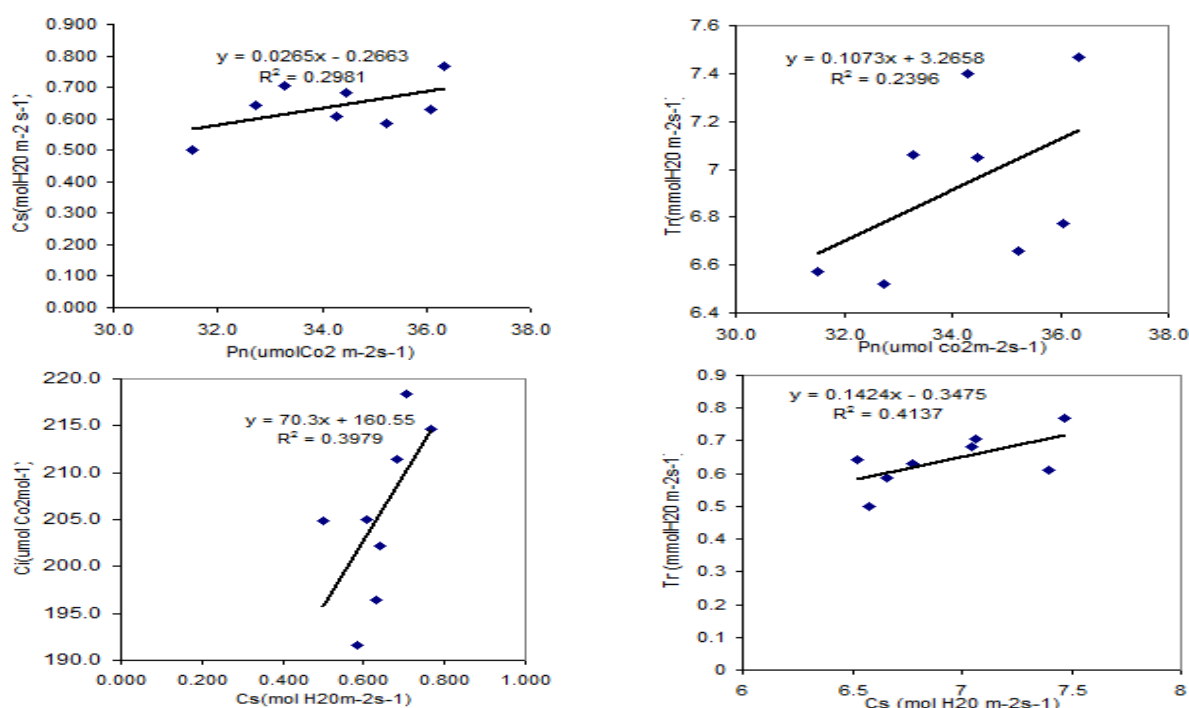 0.900
0.800
0.700
0.600
0.500
0.400
0.300
0.200
0.100
0.000
y = 0.0265x - 0.2663
R² = 0.2981
Cs(molH20 m-2 s-1)
30.0 32.0 34.0 36.0 38.0
Pn(umolCo2 m-2s-1)
7.6
7.4
7.2
7
6.8
6.6
6.4
y = 0.1073x + 3.2658
R² = 0.2396
Tr(mmolH20 m-2s-1)
30.0 32.0 34.0 36.0 38.0
Pn(umol co2m-2s-1)
220.0
215.0
210.0
205.0
200.0
195.0
190.0
y = 70.3x + 160.55
R² = 0.3979
Ci(umol Co2mol-1)
0.000 0.200 0.400 0.600 0.800 1.000
Cs(mol H20m-2s-1)
0.9
0.8
0.7
0.6
0.5
0.4
0.3
0.2
0.1
0
y = 0.1424x - 0.3475
R² = 0.4137
Tr (mmolH20 m-2s-1)
6 6.5 7 7.5 8
Cs (mol H20 m-2s-1)